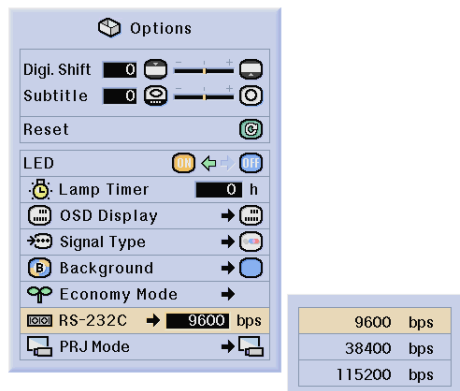 Options
Digi. Shift 0 - +
Subtitle 0 - +
Reset
LED ON OFF
Lamp Timer 0 h
OSD Display
Signal Type
B Background
Economy Mode
RS-232C 9600 bps
PRJ Mode
9600 bps
38400 bps
115200 bps